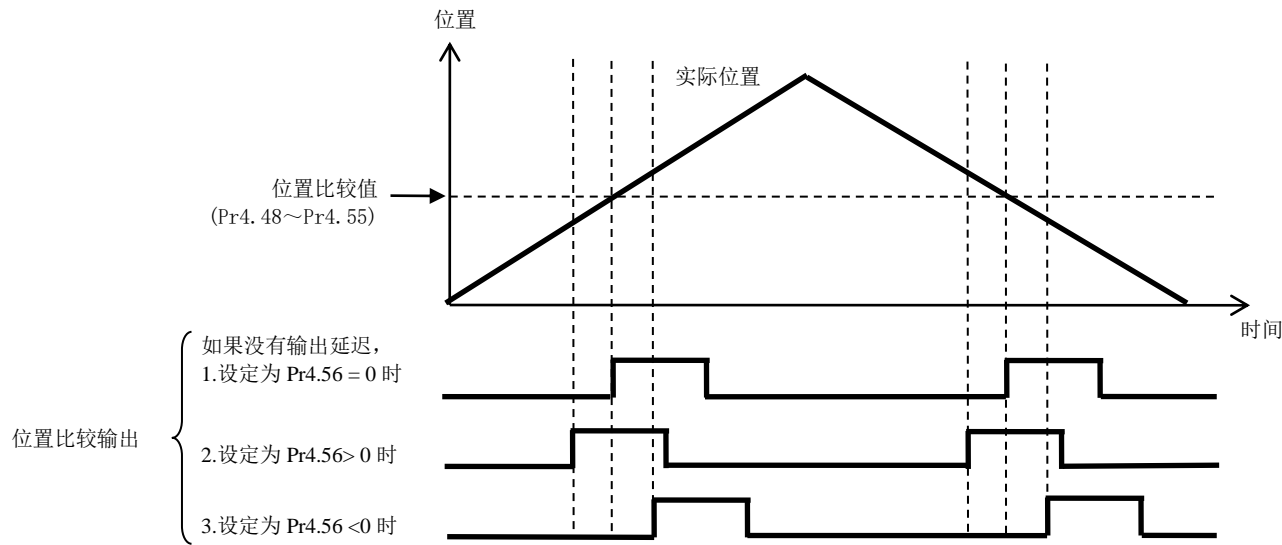 位置
实际位置
位置比较值
(Pr4.48～Pr4.55)
时间
位置比较输出
如果没有输出延迟，
1.设定为 Pr4.56 = 0 时
2.设定为 Pr4.56> 0 时
3.设定为 Pr4.56 <0 时